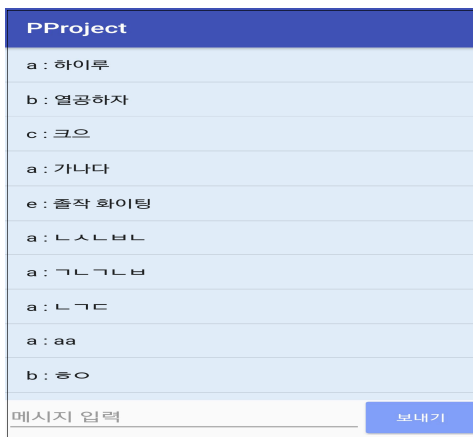 PProject
a : 하이루
b : 열공하자
c : 크으
a : 가나다
e : 졸작 화이팅
a : ㄴㅅㄴㅂㄴ
a : ㄱㄴㄱㄴㅂ
a : ㄴㄱㄷ
a : aa
b : ㅎㅇ
메시지 입력
보내기